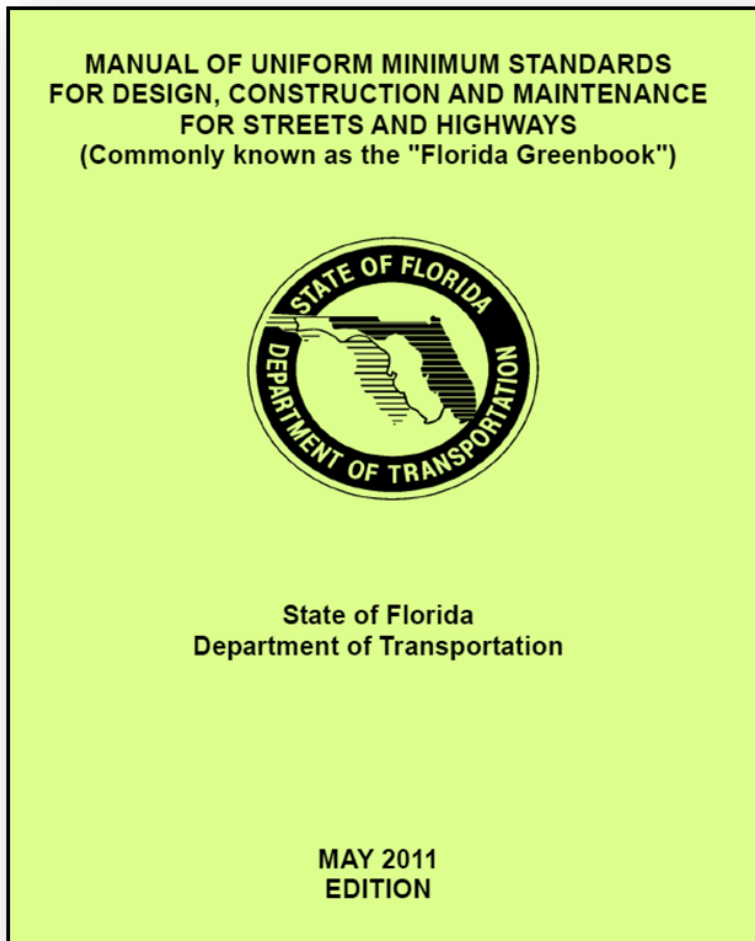 MANUAL OF UNIFORM MINIMUM STANDARDS
FOR DESIGN, CONSTRUCTION AND MAINTENANCE
FOR STREETS AND HIGHWAYS
(Commonly known as the "Florida Greenbook")
STATE OF FLORIDA
DEPARTMENT OF TRANSPORTATION
State of Florida
Department of Transportation
MAY 2011
EDITION